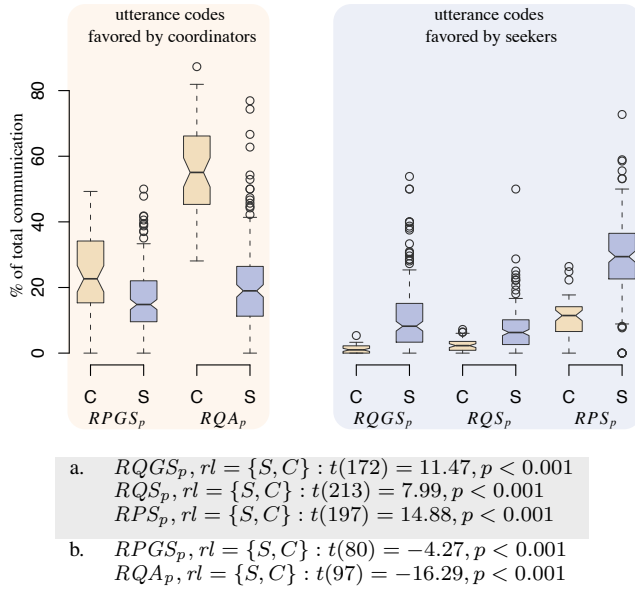 utterance codes
favored by coordinators
utterance codes
favored by seekers
% of total communication
80
60
40
20
0
C S C S C S C S C S
RPGS_p RQA_p RQGS_p RQS_p RPS_p
a. RQGS_p, rl = {S, C} : t(172) = 11.47, p < 0.001
RQS_p, rl = {S, C} : t(213) = 7.99, p < 0.001
RPS_p, rl = {S, C} : t(197) = 14.88, p < 0.001
b. RPGS_p, rl = {S, C} : t(80) = −4.27, p < 0.001
RQA_p, rl = {S, C} : t(97) = −16.29, p < 0.001